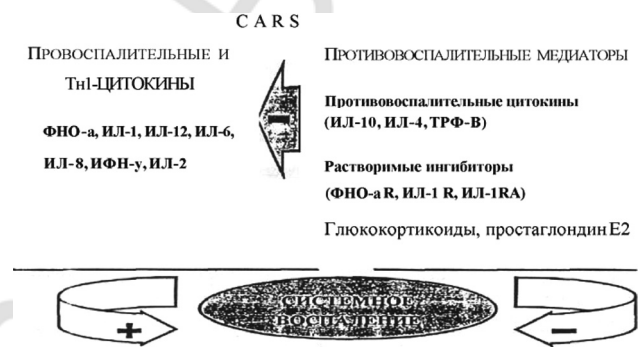 CARS
ПРОВОСПАЛИТЕЛЬНЫЕ И
ТН1-ЦИТОКИНЫ
ФНО-а, ИЛ-1, ИЛ-12, ИЛ-6,
ИЛ-8, ИФН-у, ИЛ-2
ПРОТИВОВОСПАЛИТЕЛЬНЫЕ МЕДИАТОРЫ
Противовоспалительные цитокины
(ИЛ-10, ИЛ-4, ТРФ-В)
Растворимые ингибиторы
(ФНО-а R, ИЛ-1 R, ИЛ-1RA)
Глюкокортикоиды, простагландин E2
СИСТЕМНОЕ
ВОСПАЛЕНИЕ